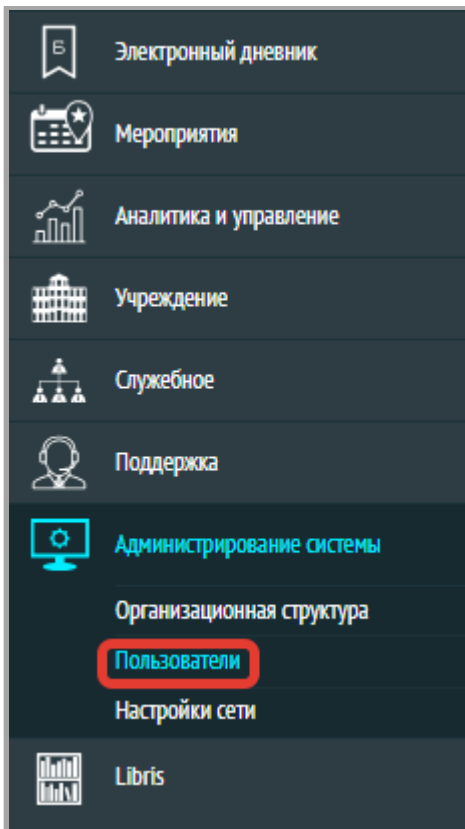 Б
Электронный дневник
Мероприятия
Аналитика и управление
Учреждение
Служебное
Поддержка
Администрирование системы
Организационная структура
Пользователи
Настройки сети
Libris